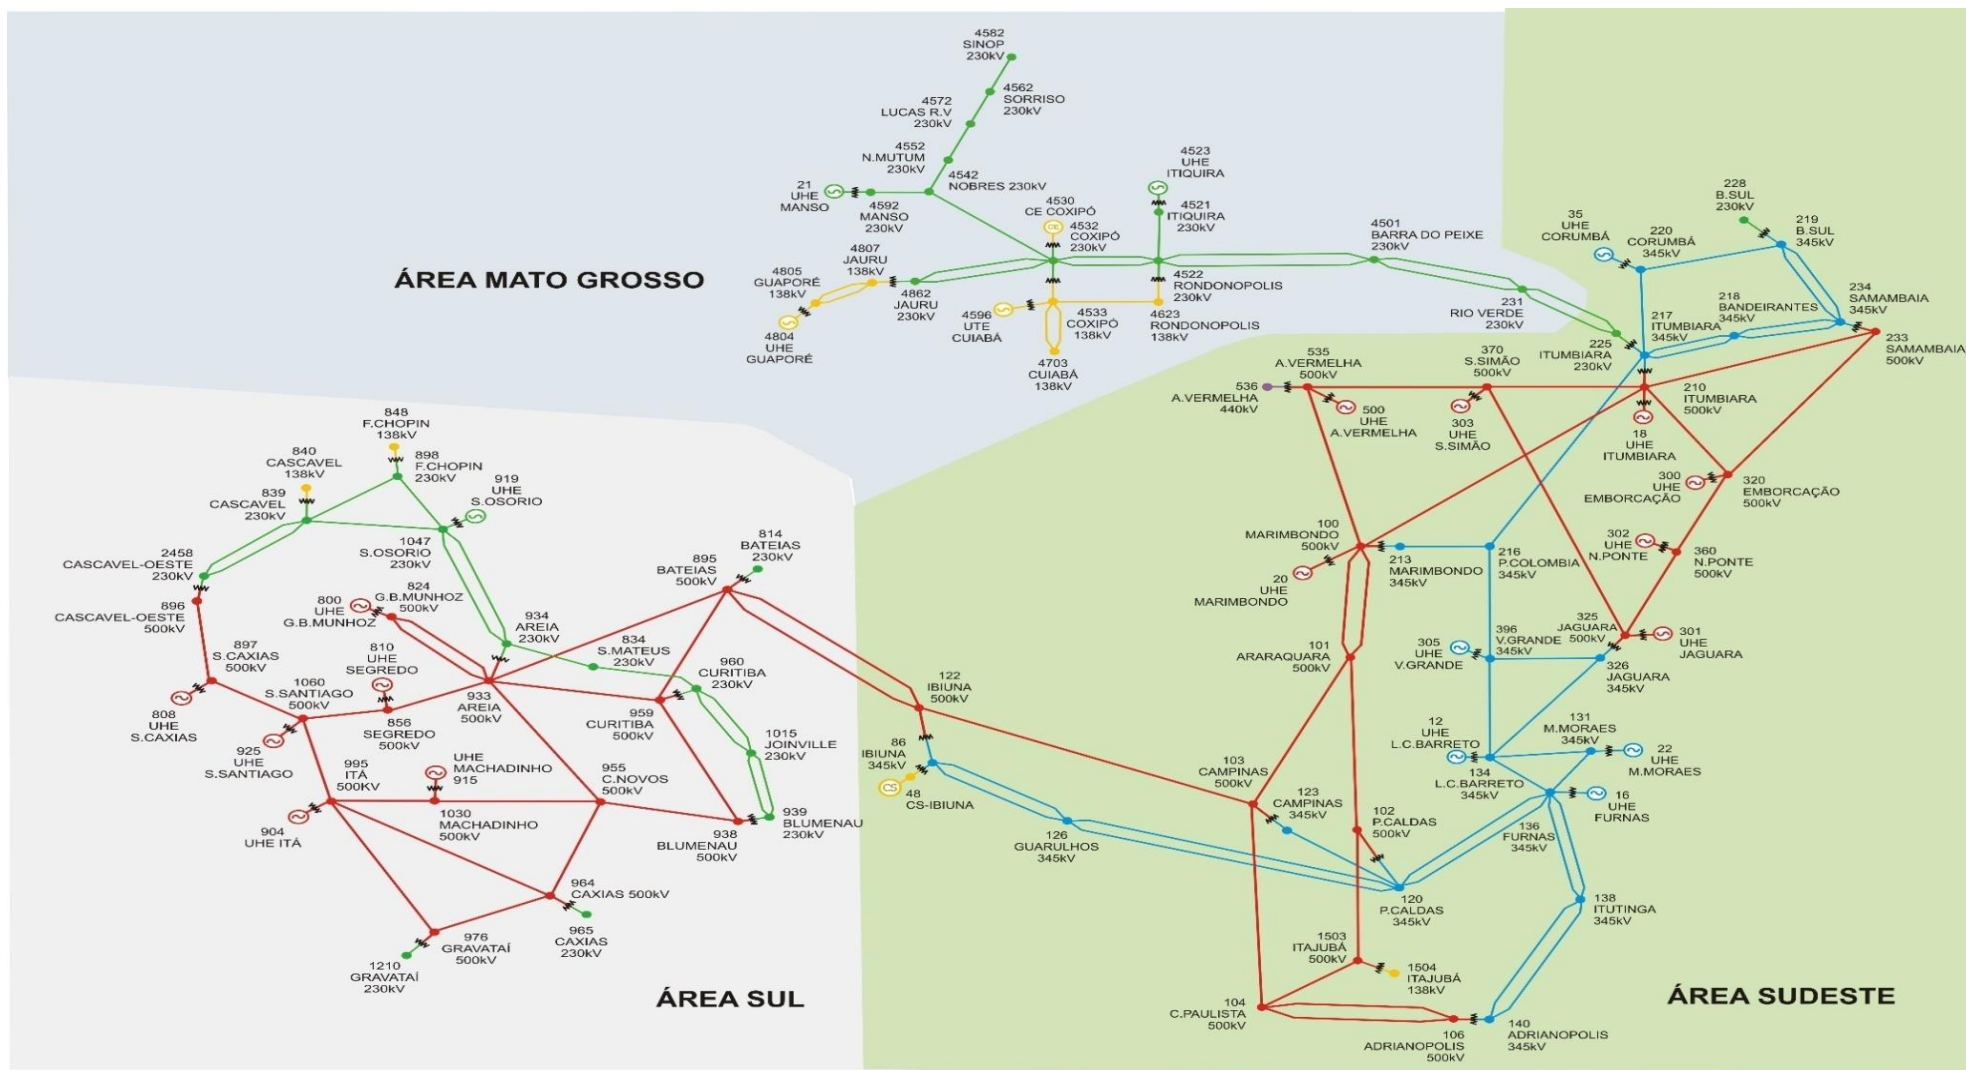 4582
SINOP
230kV
4562
SORRISO
230kV
4572
LUCAS R.V
230kV
4552
N.MUTUM
230kV
4542
NOBRES 230kV
21
UHE
MANSO
4592
MANSO
230kV
4530
CE COXIPÓ
CE
4532
COXIPÓ
230kV
4523
UHE
ITIQUIRA
4521
ITIQUIRA
230kV
4501
BARRA DO PEIXE
230kV
4807
JAURU
138kV
4805
GUAPORÉ
138kV
4862
JAURU
230kV
4804
UHE
GUAPORÉ
4596
UTE
CUIABÁ
4533
COXIPÓ
138kV
4522
RONDONOPOLIS
230kV
4623
RONDONOPOLIS
138kV
4703
CUIABÁ
138kV
231
RIO VERDE
230kV
ÁREA MATO GROSSO
228
B.SUL
230kV
219
B.SUL
345kV
35
UHE
CORUMBÁ
220
CORUMBÁ
345kV
234
SAMAMBAIA
345kV
218
BANDEIRANTES
345kV
217
ITUMBIARA
345kV
233
SAMAMBAIA
500kV
225
ITUMBIARA
230kV
535
A.VERMELHA
500kV
370
S.SIMÃO
500kV
536
A.VERMELHA
440kV
500
UHE
A.VERMELHA
303
UHE
S.SIMÃO
210
ITUMBIARA
500kV
18
UHE
ITUMBIARA
300
UHE
EMBORCAÇÃO
320
EMBORCAÇÃO
500kV
100
MARIMBONDO
500kV
213
MARIMBONDO
345kV
216
P.COLOMBIA
345kV
302
UHE
N.PONTE
360
N.PONTE
500kV
20
UHE
MARIMBONDO
325
JAGUARA
500kV
301
UHE
JAGUARA
305
UHE
V.GRANDE
396
V.GRANDE
345kV
326
JAGUARA
345kV
101
ARARAQUARA
500kV
12
UHE
L.C.BARRETO
131
M.MORAES
345kV
22
UHE
M.MORAES
134
L.C.BARRETO
345kV
16
UHE
FURNAS
136
FURNAS
345kV
103
CAMPINAS
500kV
123
CAMPINAS
345kV
102
P.CALDAS
500kV
120
P.CALDAS
345kV
138
ITUTINGA
345kV
1503
ITAJUBÁ
500kV
1504
ITAJUBÁ
138kV
104
C.PAULISTA
500kV
106
ADRIANOPOLIS
500kV
140
ADRIANOPOLIS
345kV
122
IBIUNA
500kV
86
IBIUNA
345kV
CS
48
CS-IBIUNA
126
GUARULHOS
345kV
ÁREA SUDESTE
848
F.CHOPIN
138kV
840
CASCAVEL
138kV
898
F.CHOPIN
230kV
839
CASCAVEL
230kV
919
UHE
S.OSORIO
1047
S.OSORIO
230kV
2458
CASCAVEL-OESTE
230kV
896
CASCAVEL-OESTE
500kV
824
G.B.MUNHOZ
500kV
800
UHE
G.B.MUNHOZ
814
BATEIAS
230kV
895
BATEIAS
500kV
934
AREIA
230kV
834
S.MATEUS
230kV
960
CURITIBA
230kV
897
S.CAXIAS
500kV
810
UHE
SEGREDO
1060
S.SANTIAGO
500kV
808
UHE
S.CAXIAS
856
SEGREDO
500kV
933
AREIA
500kV
959
CURITIBA
500kV
925
UHE
S.SANTIAGO
1015
JOINVILLE
230kV
995
ITÁ
500KV
UHE
MACHADINHO
915
955
C.NOVOS
500kV
904
UHE ITÁ
1030
MACHADINHO
500kV
938
BLUMENAU
500kV
939
BLUMENAU
230kV
964
CAXIAS 500kV
965
CAXIAS
230kV
976
GRAVATAÍ
500kV
1210
GRAVATAÍ
230kV
ÁREA SUL